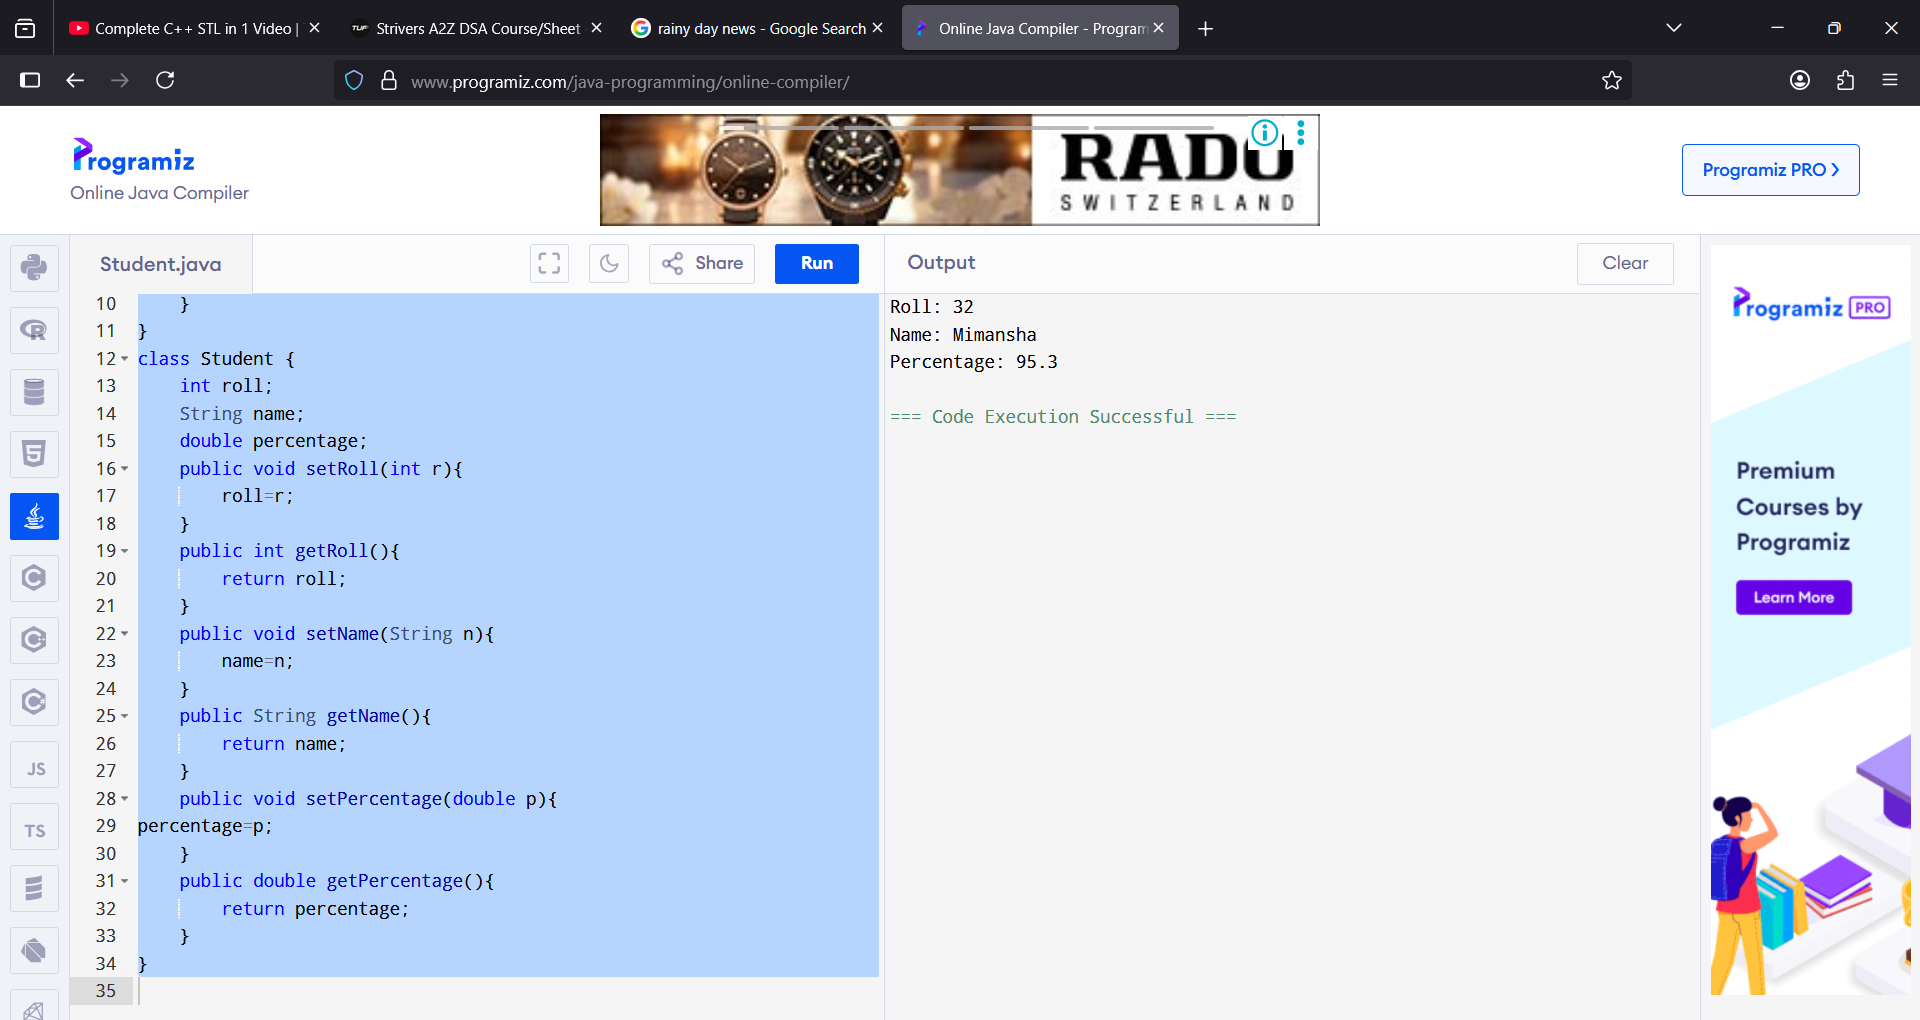 Complete C++ STL in 1 Video |
TUF Strivers A2Z DSA Course/Sheet
rainy day news - Google Search
Online Java Compiler - Program
www.programiz.com/java-programming/online-compiler/
Programiz
Online Java Compiler
RADO
SWITZERLAND
Programiz PRO
Student.java
Share
Run
Output
Clear
10 }
11 }
12 class Student {
13 int roll;
14 String name;
15 double percentage;
16 public void setRoll(int r){
17 roll=r;
18 }
19 public int getRoll(){
20 return roll;
21 }
22 public void setName(String n){
23 name=n;
24 }
25 public String getName(){
26 return name;
27 }
28 public void setPercentage(double p){
29 percentage=p;
30 }
31 public double getPercentage(){
32 return percentage;
33 }
34 }
35
Roll: 32
Name: Mimansha
Percentage: 95.3
=== Code Execution Successful ===
R
5
C
C
C
JS
TS
Programiz PRO
Premium
Courses by
Programiz
Learn More